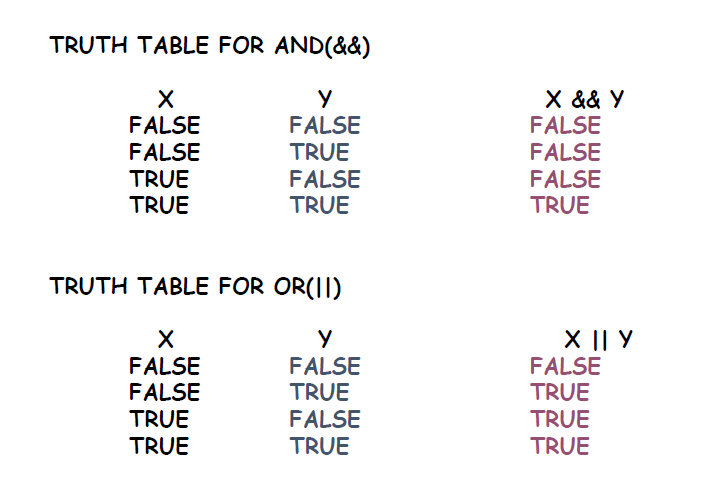 TRUTH TABLE FOR AND(&&)
X Y X && Y
FALSE FALSE FALSE
FALSE TRUE FALSE
TRUE FALSE FALSE
TRUE TRUE TRUE
TRUTH TABLE FOR OR(||)
X Y X || Y
FALSE FALSE FALSE
FALSE TRUE TRUE
TRUE FALSE TRUE
TRUE TRUE TRUE